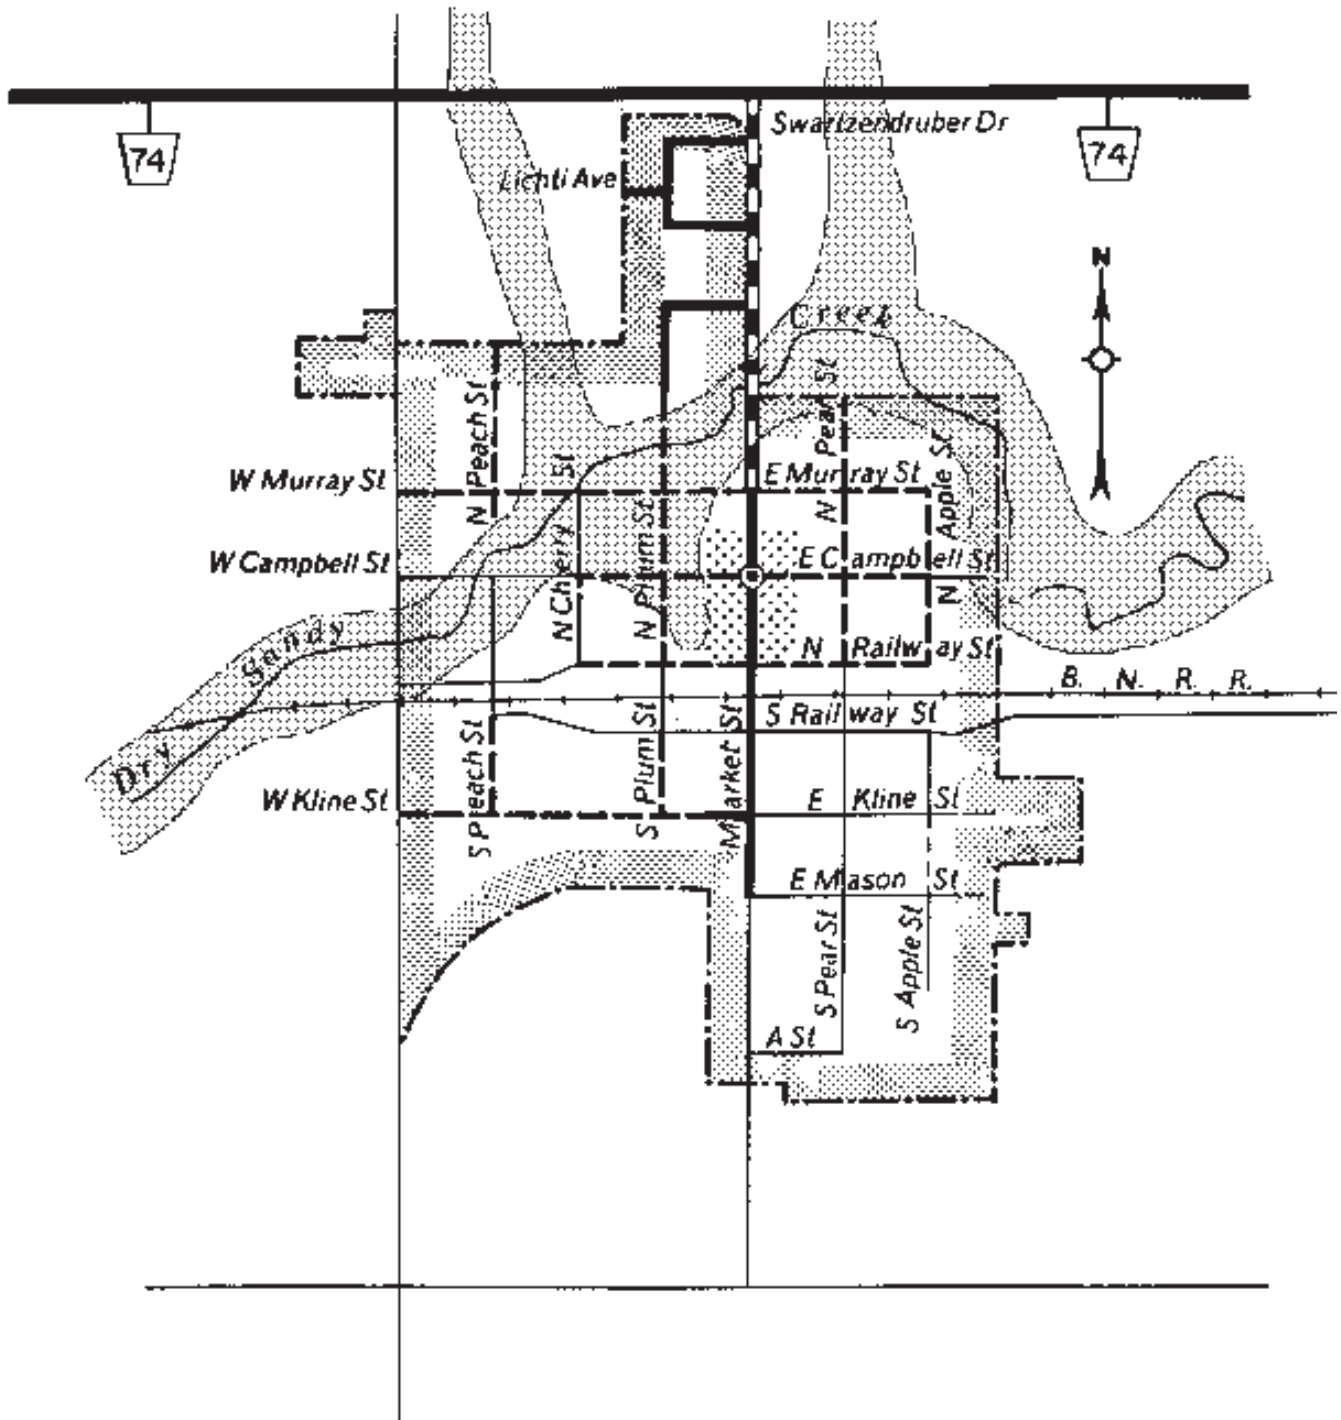 Swartzendruber Dr
74
74
Lichti Ave
N
Creek
N Pear St
N Peach St
N Apple St
W Murray St
E Murray St
N Cherry St
N Plum St
W Campbell St
E Campbell St
Dry Sandy
N Railway St
B. N. R. R.
S Railway St
S Peach St
S Plum St
Market St
W Kline St
E Kline St
E Mason St
S Pear St
S Apple St
A St